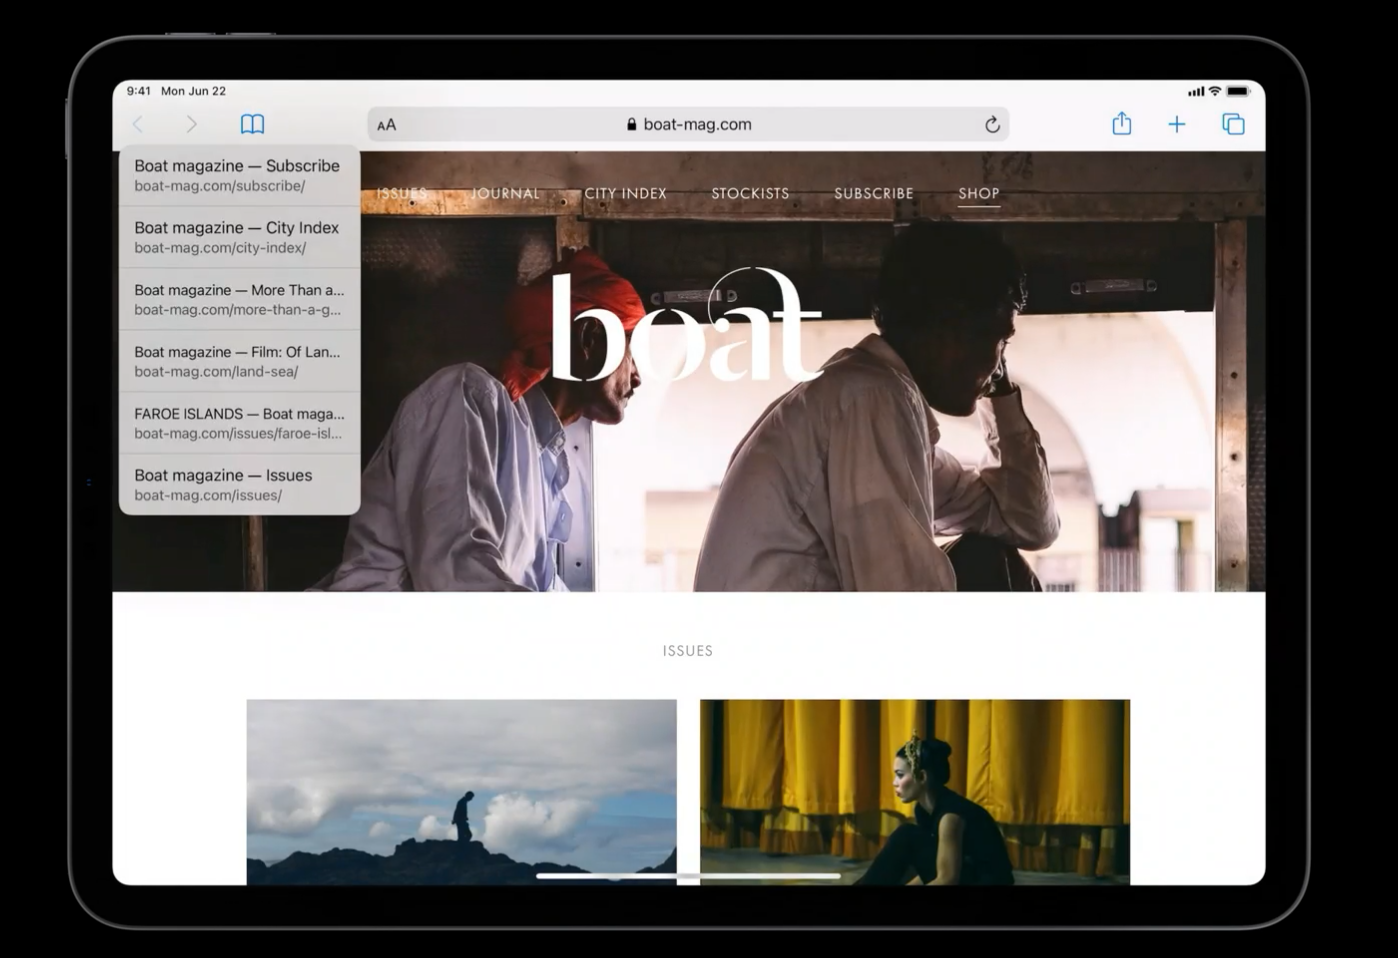 9:41 Mon Jun 22
AA
boat-mag.com
Boat magazine — Subscribe
boat-mag.com/subscribe/
Boat magazine — City Index
boat-mag.com/city-index/
Boat magazine — More Than a...
boat-mag.com/more-than-a-g...
Boat magazine — Film: Of Lan...
boat-mag.com/land-sea/
FAROE ISLANDS — Boat maga...
boat-mag.com/issues/faroe-isl...
Boat magazine — Issues
boat-mag.com/issues/
ISSUES JOURNAL CITY INDEX STOCKISTS SUBSCRIBE SHOP
boat
ISSUES